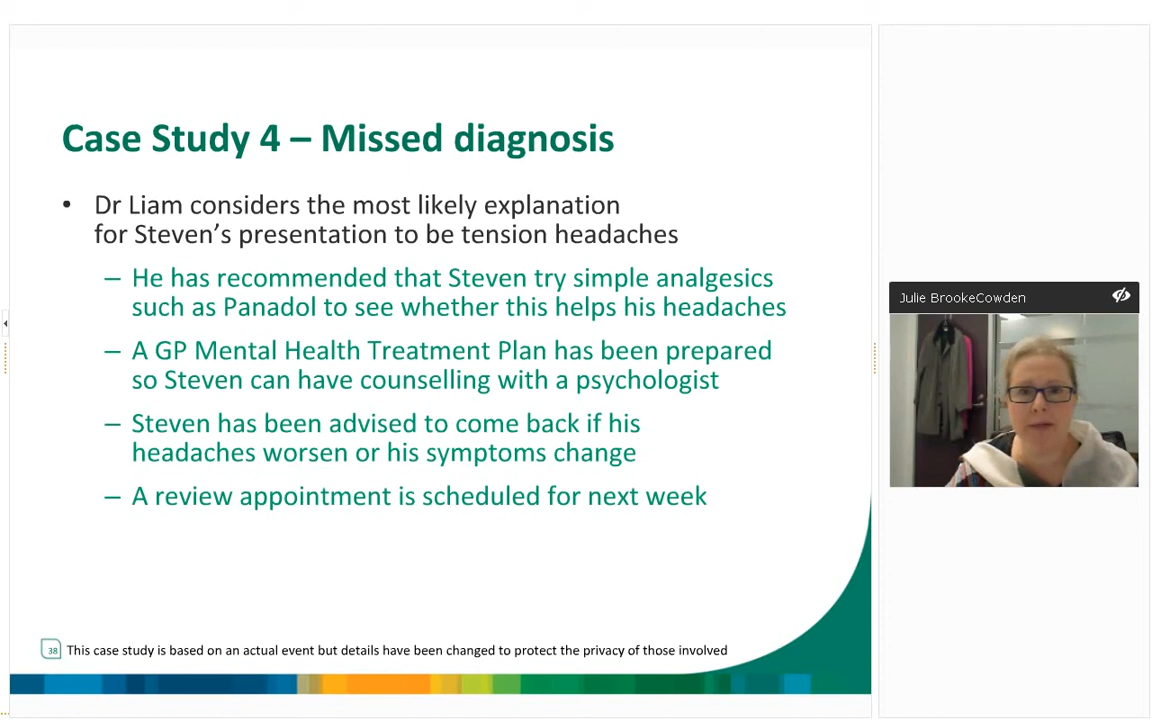 Case Study 4 – Missed diagnosis
• Dr Liam considers the most likely explanation
for Steven’s presentation to be tension headaches
– He has recommended that Steven try simple analgesics
such as Panadol to see whether this helps his headaches
– A GP Mental Health Treatment Plan has been prepared
so Steven can have counselling with a psychologist
– Steven has been advised to come back if his
headaches worsen or his symptoms change
– A review appointment is scheduled for next week
38 This case study is based on an actual event but details have been changed to protect the privacy of those involved
Julie BrookeCowden